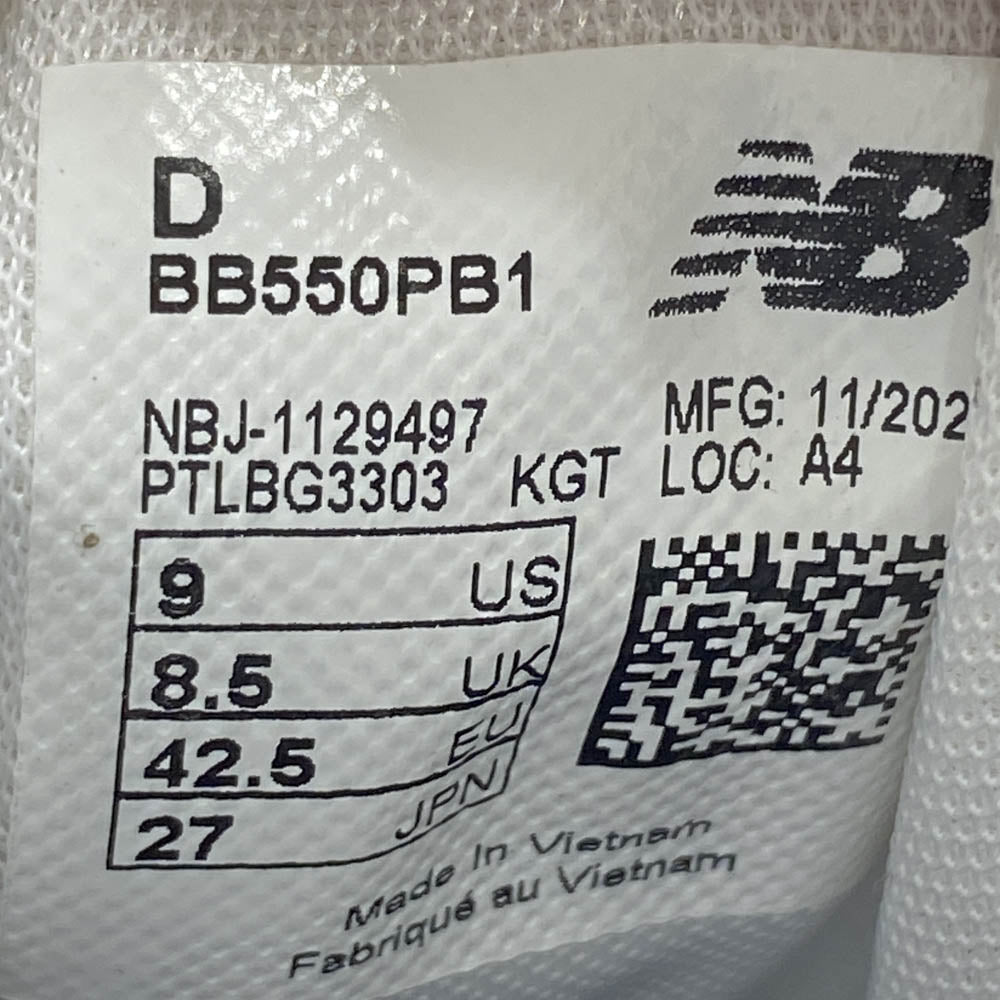 D
BB550PB1
NBJ-1129497
PTLBG3303 KGT
MFG: 11/202
LOC: A4
9 US
8.5 UK
42.5 EU
27 JPN
Made In Vietnam
Fabriqué au Vietnam